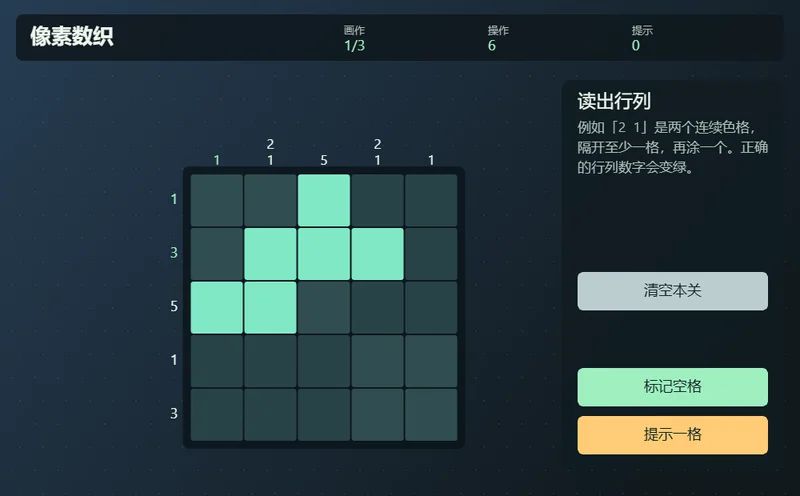 像素数织
画作
1/3
操作
6
提示
0
读出行列
例如「2 1」是两个连续色格，
隔开至少一格，再涂一个。正确
的行列数字会变绿。
2 2
1 1 5 1 1
1
3
5
1
3
清空本关
标记空格
提示一格